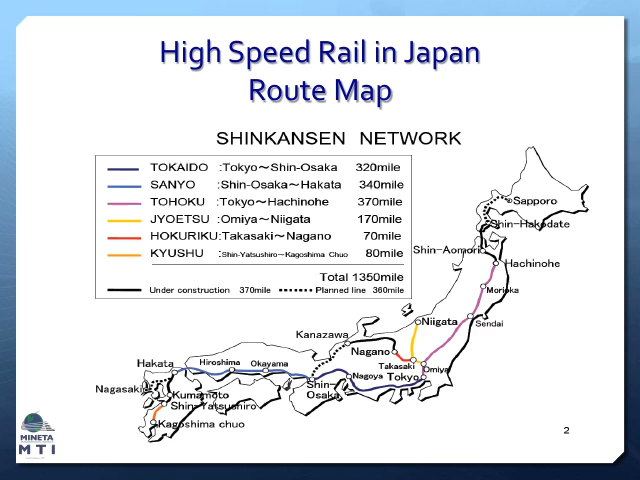 High Speed Rail in Japan
Route Map
SHINKANSEN NETWORK
TOKAIDO :Tokyo～Shin-Osaka 320mile
SANYO :Shin-Osaka～Hakata 340mile
TOHOKU :Tokyo～Hachinohe 370mile
JYOETSU :Omiya～Niigata 170mile
HOKURIKU:Takasaki～Nagano 70mile
KYUSHU :Shin-Yatsushiro～Kagoshima Chuo 80mile
Total 1350mile
Under construction 370mile Planned line 360mile
Sapporo
Shin-Hakodate
Shin-Aomori
Hachinohe
Morioka
Sendai
Niigata
Kanazawa
Nagano
Takasaki
Omiya
Tokyo
Nagoya
Shin-
Osaka
Okayama
Hiroshima
Hakata
Nagasaki
Kumamoto
Shin-Yatsushiro
Kagoshima chuo
MINETA
MTI
2